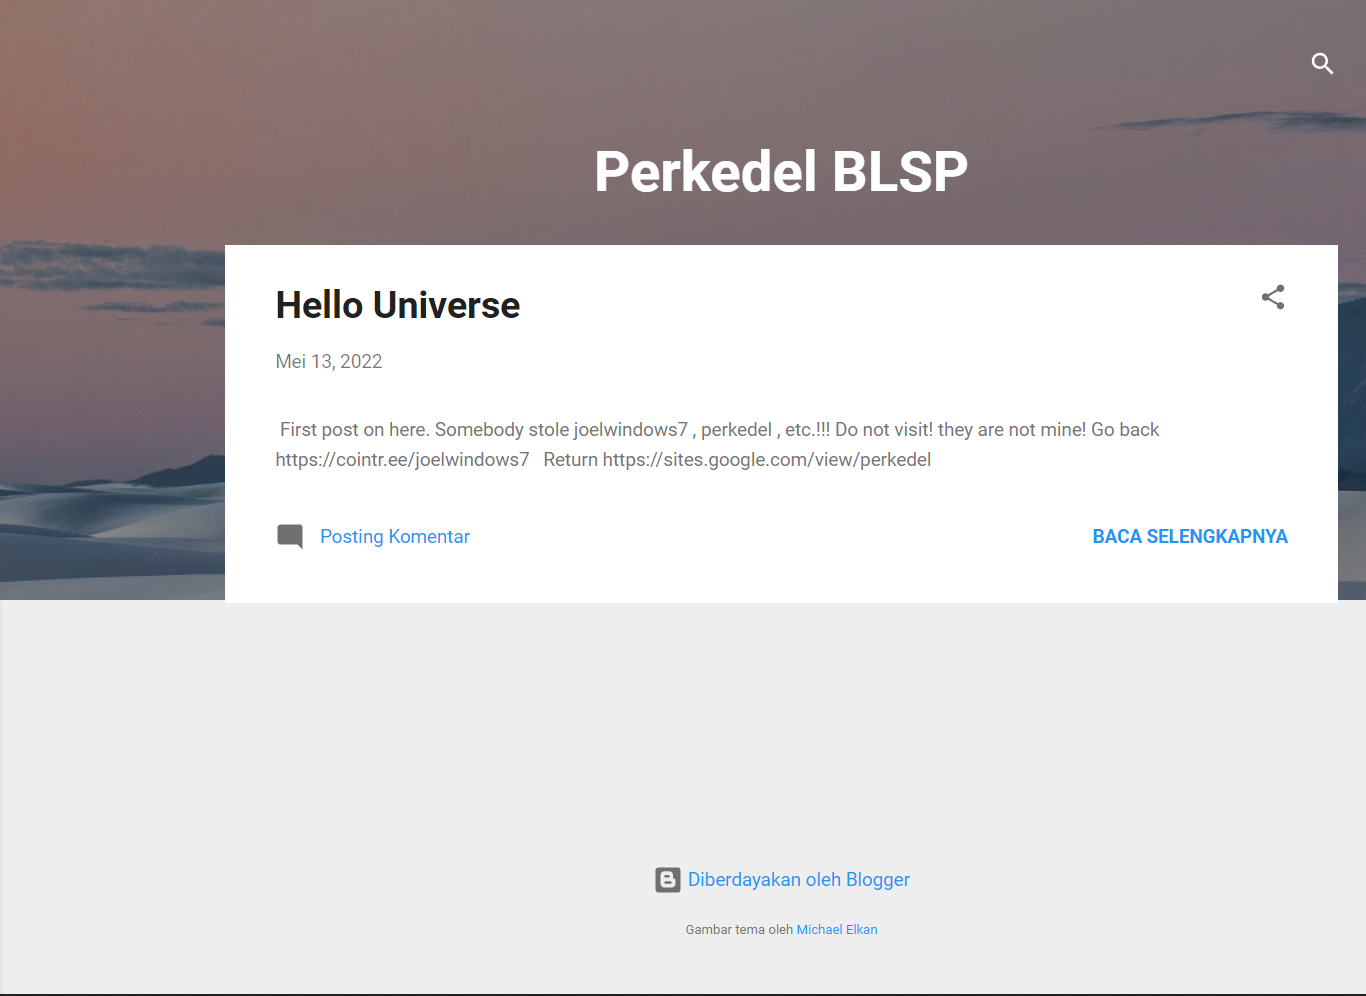 Perkedel BLSP
Hello Universe
Mei 13, 2022
First post on here. Somebody stole joelwindows7 , perkedel , etc.!!! Do not visit! they are not mine! Go back
https://cointr.ee/joelwindows7   Return https://sites.google.com/view/perkedel
Posting Komentar
BACA SELENGKAPNYA
Diberdayakan oleh Blogger
Gambar tema oleh Michael Elkan